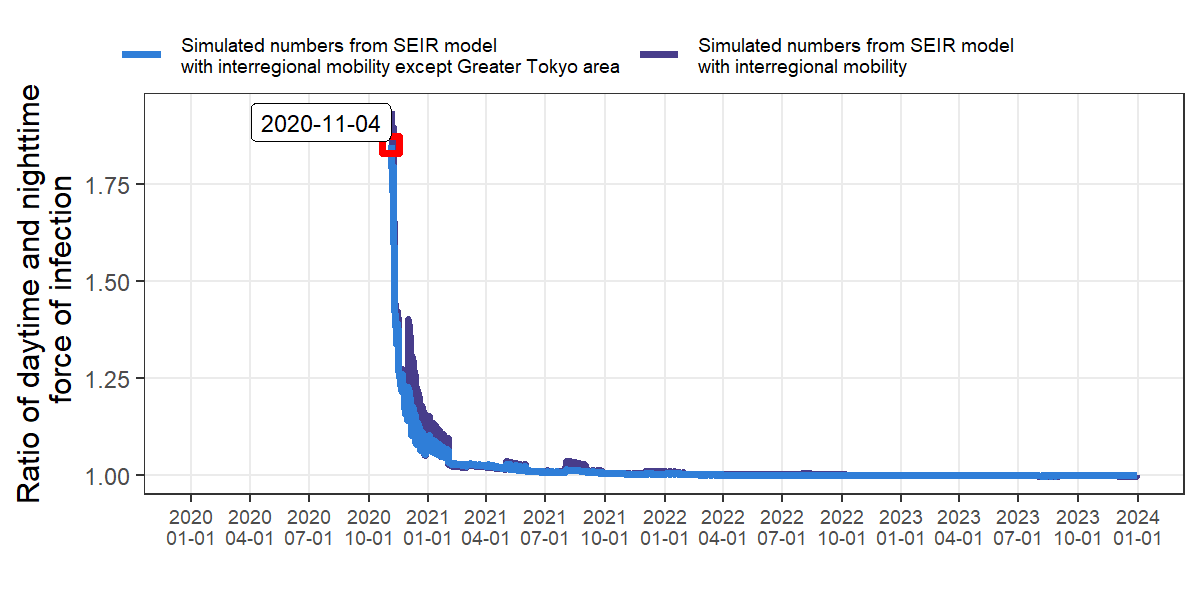 Simulated numbers from SEIR model
with interregional mobility except Greater Tokyo area
Simulated numbers from SEIR model
with interregional mobility
Ratio of daytime and nighttime
force of infection
2020-11-04
1.75
1.50
1.25
1.00
2020 2020 2020 2020 2021 2021 2021 2021 2022 2022 2022 2022 2023 2023 2023 2023 2024
01-01 04-01 07-01 10-01 01-01 04-01 07-01 10-01 01-01 04-01 07-01 10-01 01-01 04-01 07-01 10-01 01-01